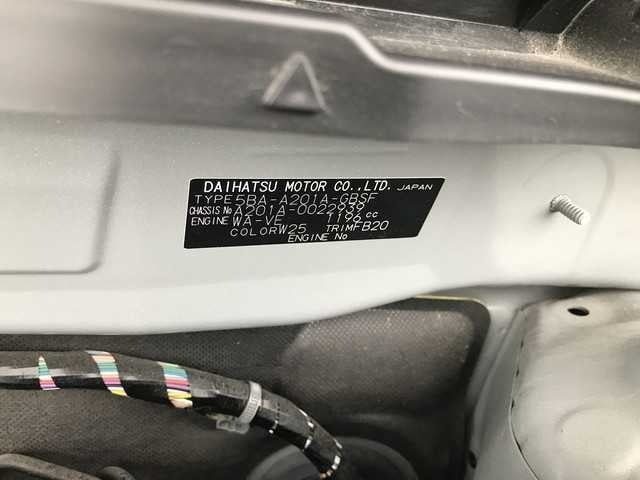 DAIHATSU MOTOR CO.,LTD. JAPAN
TYPE 5BA-A201A-GBSF
CHASSIS No A201A-0022939
ENGINE WA-VE 1196 cc
COLOR W25 TRIM FB20
ENGINE No